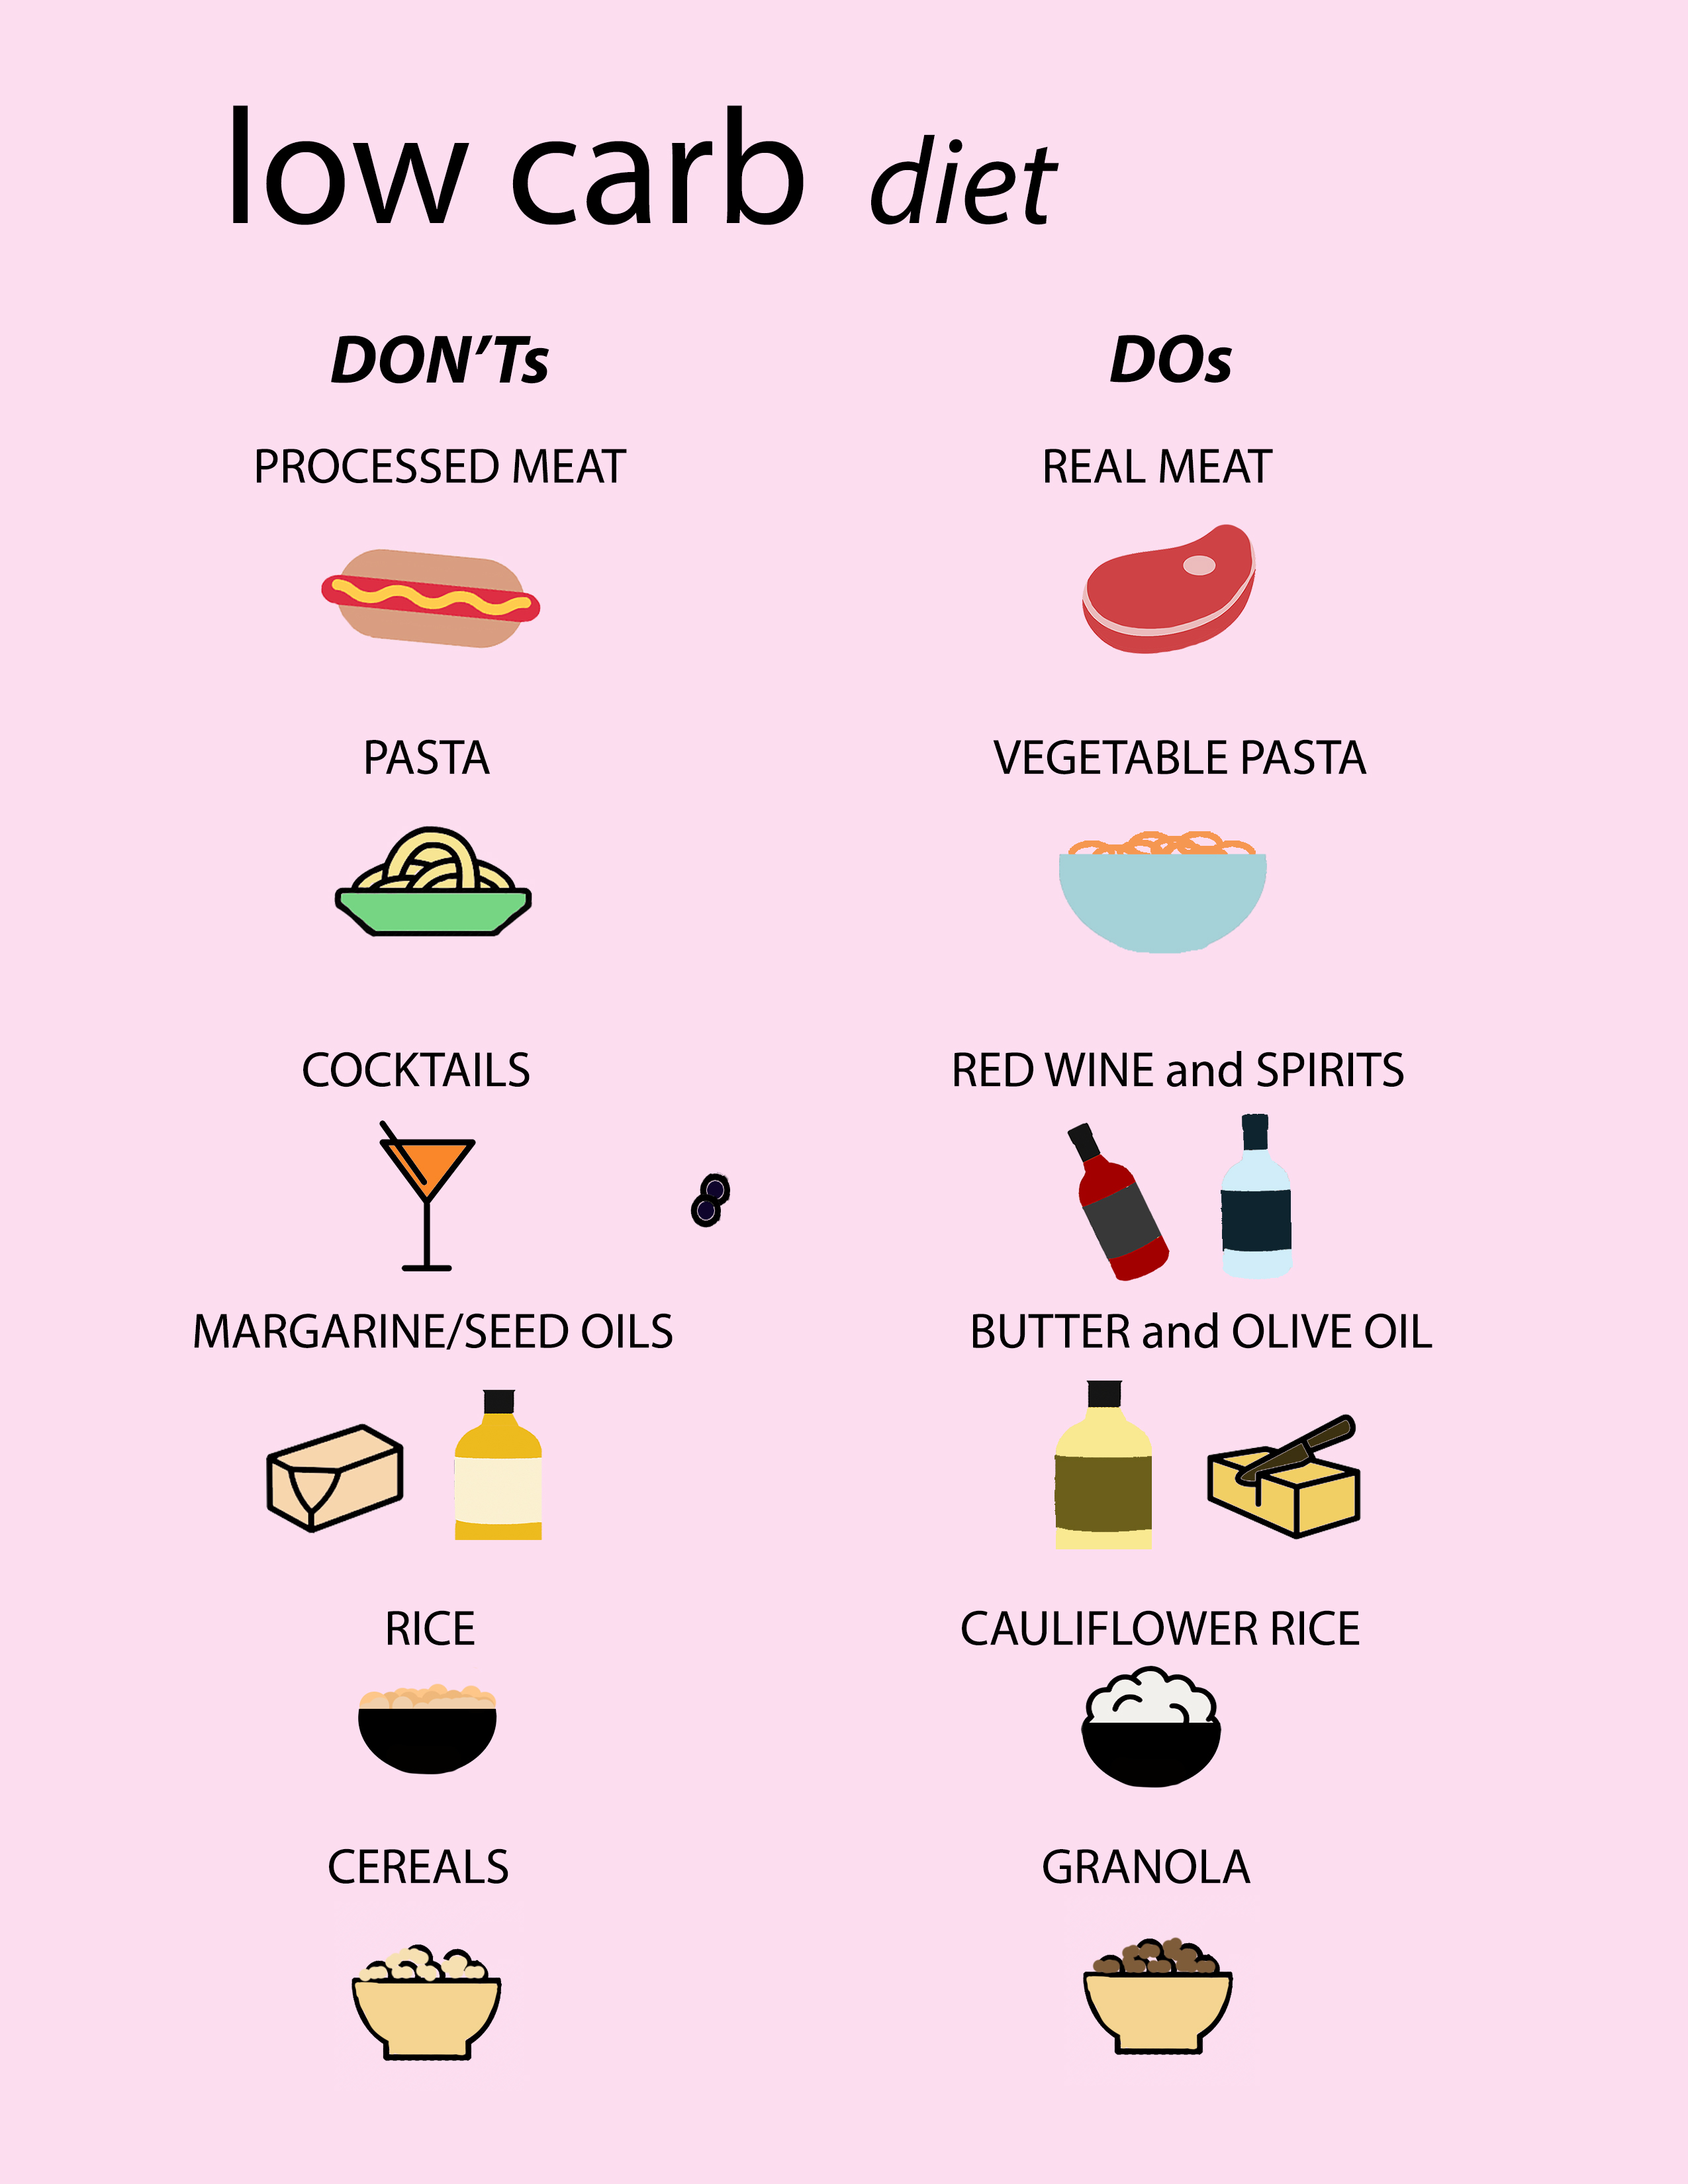 low carb diet
DON’Ts
DOs
PROCESSED MEAT
REAL MEAT
PASTA
VEGETABLE PASTA
COCKTAILS
RED WINE and SPIRITS
MARGARINE/SEED OILS
BUTTER and OLIVE OIL
RICE
CAULIFLOWER RICE
CEREALS
GRANOLA